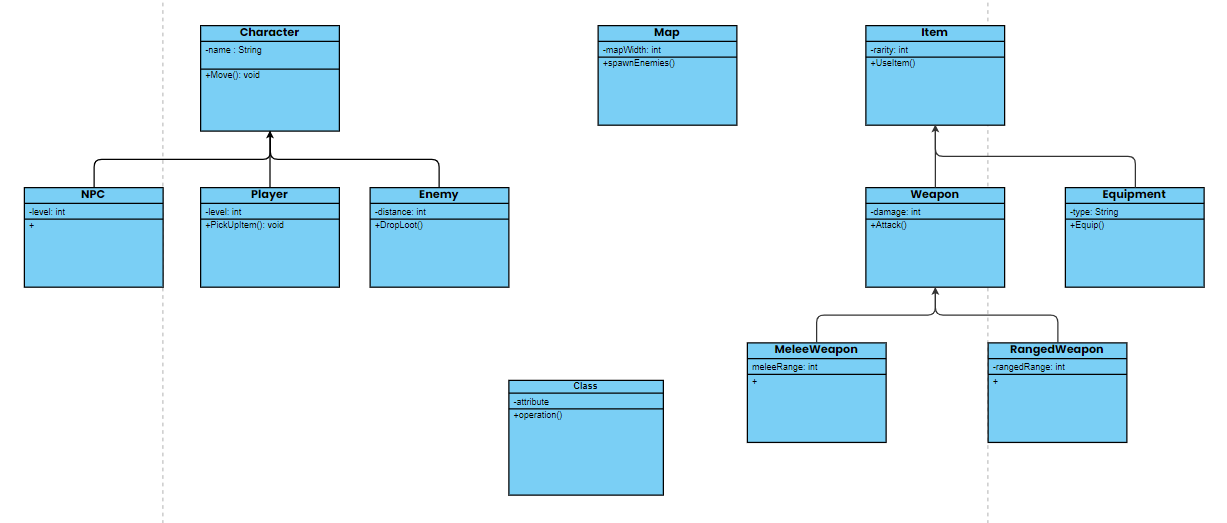 Character
-name : String
+Move(): void
Map
-mapWidth: int
+spawnEnemies()
Item
-rarity: int
+UseItem()
NPC
-level: int
+
Player
-level: int
+PickUpItem(): void
Enemy
-distance: int
+DropLoot()
Weapon
-damage: int
+Attack()
Equipment
-type: String
+Equip()
MeleeWeapon
meleeRange: int
+
RangedWeapon
-rangedRange: int
+
Class
-attribute
+operation()